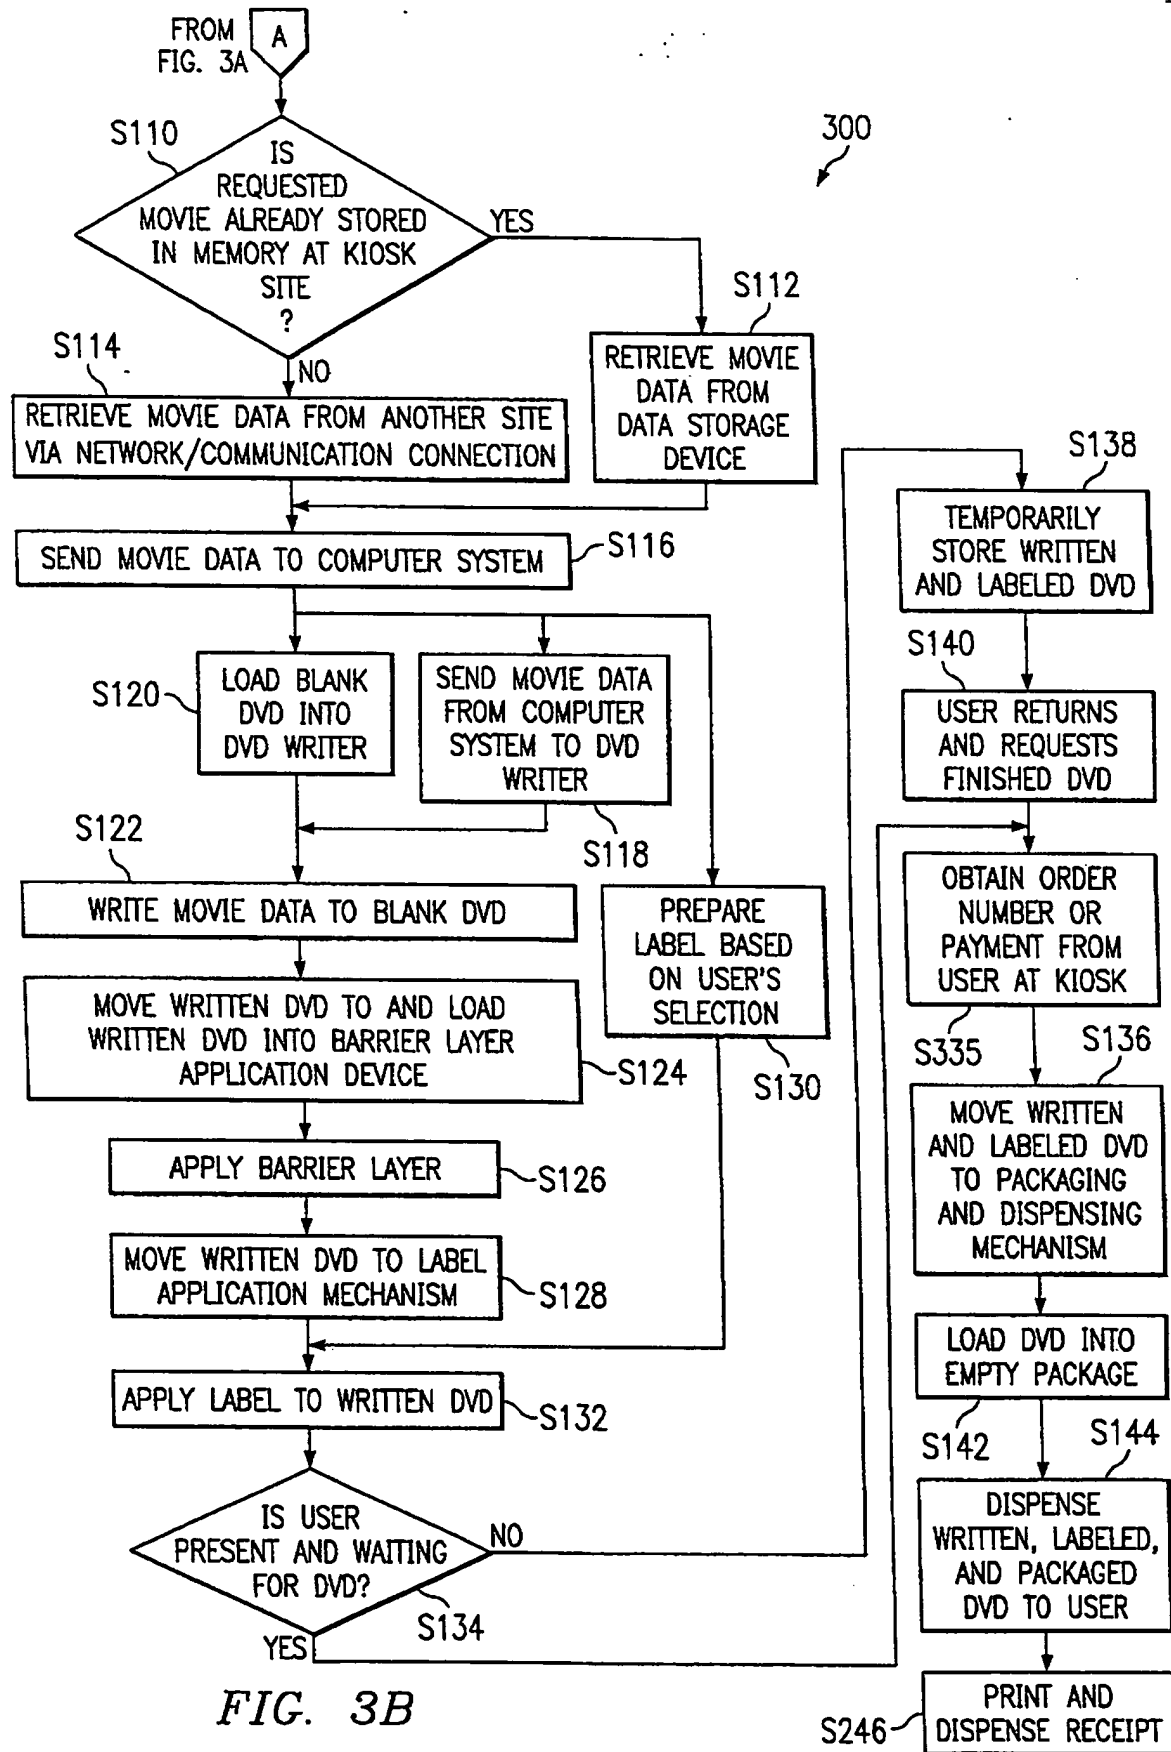 FROM
FIG. 3A
A
S110
IS
REQUESTED
MOVIE ALREADY STORED
IN MEMORY AT KIOSK
SITE
?
YES
NO
300
S112
RETRIEVE MOVIE
DATA FROM
DATA STORAGE
DEVICE
S114
RETRIEVE MOVIE DATA FROM ANOTHER SITE
VIA NETWORK/COMMUNICATION CONNECTION
SEND MOVIE DATA TO COMPUTER SYSTEM
S116
S120
LOAD BLANK
DVD INTO
DVD WRITER
SEND MOVIE DATA
FROM COMPUTER
SYSTEM TO DVD
WRITER
S118
S122
WRITE MOVIE DATA TO BLANK DVD
MOVE WRITTEN DVD TO AND LOAD
WRITTEN DVD INTO BARRIER LAYER
APPLICATION DEVICE
S124
PREPARE
LABEL BASED
ON USER'S
SELECTION
S130
APPLY BARRIER LAYER
S126
MOVE WRITTEN DVD TO LABEL
APPLICATION MECHANISM
S128
APPLY LABEL TO WRITTEN DVD
S132
IS USER
PRESENT AND WAITING
FOR DVD?
NO
S134
YES
S138
TEMPORARILY
STORE WRITTEN
AND LABELED DVD
S140
USER RETURNS
AND REQUESTS
FINISHED DVD
OBTAIN ORDER
NUMBER OR
PAYMENT FROM
USER AT KIOSK
S335
S136
MOVE WRITTEN
AND LABELED DVD
TO PACKAGING
AND DISPENSING
MECHANISM
LOAD DVD INTO
EMPTY PACKAGE
S142
S144
DISPENSE
WRITTEN, LABELED,
AND PACKAGED
DVD TO USER
PRINT AND
DISPENSE RECEIPT
S246
FIG. 3B